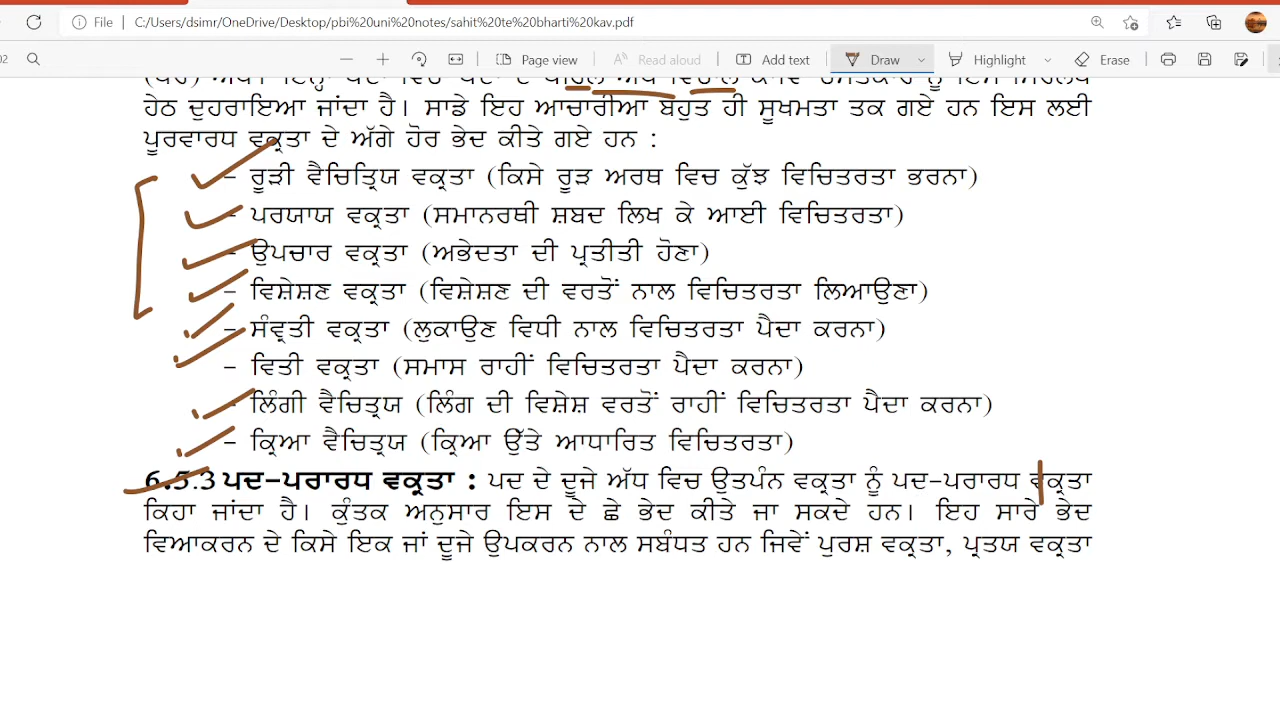 File C:/Users/dsimr/OneDrive/Desktop/pbi%20uni%20notes/sahit%20te%20bharti%20kav.pdf
Page view Read aloud Add text Draw Highlight Erase
ਹੇਠ ਦੁਹਰਾਇਆ ਜਾਂਦਾ ਹੈ। ਸਾਡੇ ਇਹ ਆਚਾਰੀਆ ਬਹੁਤ ਹੀ ਸੂਖਮਤਾ ਤਕ ਗਏ ਹਨ ਇਸ ਲਈ
ਪੂਰਵਾਰਧ ਵਕ੍ਰਤਾ ਦੇ ਅੱਗੇ ਹੋਰ ਭੇਦ ਕੀਤੇ ਗਏ ਹਨ :
– ਰੂੜੀ ਵੈਚਿਤ੍ਰਿਯ ਵਕ੍ਰਤਾ (ਕਿਸੇ ਰੂੜ ਅਰਥ ਵਿਚ ਕੁੱਝ ਵਿਚਿਤਰਤਾ ਭਰਨਾ)
– ਪਰਯਾਯ ਵਕ੍ਰਤਾ (ਸਮਾਨਰਥੀ ਸ਼ਬਦ ਲਿਖ ਕੇ ਆਈ ਵਿਚਿਤਰਤਾ)
– ਉਪਚਾਰ ਵਕ੍ਰਤਾ (ਅਭੇਦਤਾ ਦੀ ਪ੍ਰਤੀਤੀ ਹੋਣਾ)
– ਵਿਸ਼ੇਸ਼ਣ ਵਕ੍ਰਤਾ (ਵਿਸ਼ੇਸ਼ਣ ਦੀ ਵਰਤੋਂ ਨਾਲ ਵਿਚਿਤਰਤਾ ਲਿਆਉਣਾ)
– ਸੰਵ੍ਰਤੀ ਵਕ੍ਰਤਾ (ਲੁਕਾਉਣ ਵਿਧੀ ਨਾਲ ਵਿਚਿਤਰਤਾ ਪੈਦਾ ਕਰਨਾ)
– ਵਿਤੀ ਵਕ੍ਰਤਾ (ਸਮਾਸ ਰਾਹੀਂ ਵਿਚਿਤਰਤਾ ਪੈਦਾ ਕਰਨਾ)
– ਲਿੰਗੀ ਵੈਚਿਤ੍ਰਯ (ਲਿੰਗ ਦੀ ਵਿਸ਼ੇਸ਼ ਵਰਤੋਂ ਰਾਹੀਂ ਵਿਚਿਤਰਤਾ ਪੈਦਾ ਕਰਨਾ)
– ਕ੍ਰਿਆ ਵੈਚਿਤ੍ਰਯ (ਕ੍ਰਿਆ ਉੱਤੇ ਆਧਾਰਿਤ ਵਿਚਿਤਰਤਾ)
6.5.3 ਪਦ–ਪਰਾਰਧ ਵਕ੍ਰਤਾ : ਪਦ ਦੇ ਦੂਜੇ ਅੱਧ ਵਿਚ ਉਤਪੰਨ ਵਕ੍ਰਤਾ ਨੂੰ ਪਦ–ਪਰਾਰਧ ਵਕ੍ਰਤਾ
ਕਿਹਾ ਜਾਂਦਾ ਹੈ। ਕੁੰਤਕ ਅਨੁਸਾਰ ਇਸ ਦੇ ਛੇ ਭੇਦ ਕੀਤੇ ਜਾ ਸਕਦੇ ਹਨ। ਇਹ ਸਾਰੇ ਭੇਦ
ਵਿਆਕਰਨ ਦੇ ਕਿਸੇ ਇਕ ਜਾਂ ਦੂਜੇ ਉਪਕਰਨ ਨਾਲ ਸਬੰਧਤ ਹਨ ਜਿਵੇਂ ਪੁਰਸ਼ ਵਕ੍ਰਤਾ, ਪ੍ਰਤਯ ਵਕ੍ਰਤਾ